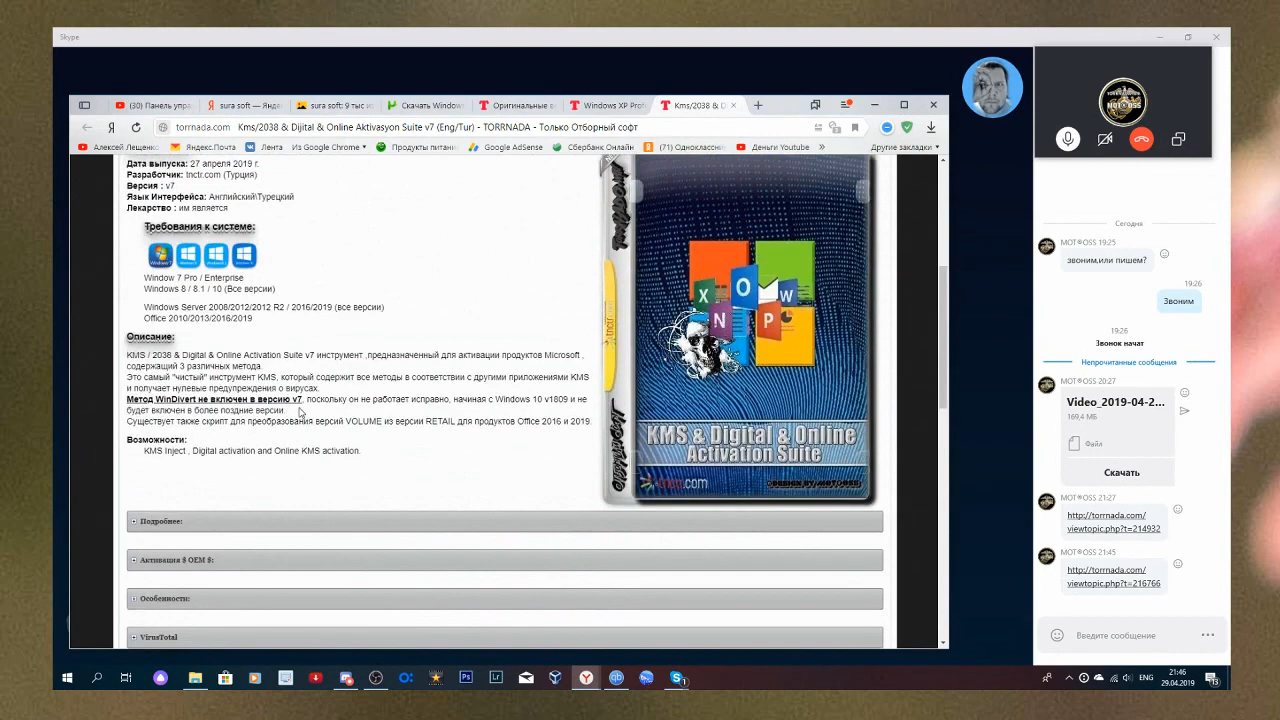 Skype
(30) Панель упра
sura soft — Янде
sura soft: 9 тыс из
Скачать Window
Оригинальные в
Windows XP Prof
Kms/2038 & D
torrnada.com Kms/2038 & Dijital & Online Aktivasyon Suite v7 (Eng/Tur) - TORRNADA - Только Отборный софт
Алексей Лещенко
Яндекс.Почта
Лента
Из Google Chrome
Продукты питани
Google AdSense
Сбербанк Онлайн
(71) Одноклассни
Деньги Youtube
Другие закладки
Дата выпуска: 27 апреля 2019 г.
Разработчик: tnctr.com (Турция)
Версия : v7
Язык Интерфейса: Английский\Турецкий
Лекарство : им является
Требования к системе:
Window 7 Pro / Enterprise
Windows 8 / 8.1 / 10 (Все версии)
Windows Server 2008/2012/2012 R2 / 2016/2019 (все версии)
Office 2010/2013/2016/2019
Описание:
KMS / 2038 & Digital & Online Activation Suite v7 инструмент ,предназначенный для активации продуктов Microsoft ,
содержащий 3 различных метода.
Это самый "чистый" инструмент KMS, который содержит все методы в соответствии с другими приложениями KMS
и получает нулевые предупреждения о вирусах.
Метод WinDivert не включен в версию v7, поскольку он не работает исправно, начиная с Windows 10 v1809 и не
будет включен в более поздние версии.
Существует также скрипт для преобразования версий VOLUME из версии RETAIL для продуктов Office 2016 и 2019.
Возможности:
KMS Inject , Digital activation and Online KMS activation.
KMS & Digital & Online
Activation Suite
tnctr.com
DESIGN BY MOT@OSS
Подробнее:
Активация $ OEM $:
Особенности:
VirusTotal
MOT®OSS
Сегодня
MOT®OSS 19:25
звоним,или пишем?
19:26
Звоним
19:26
Звонок начат
Непрочитанные сообщения
MOT®OSS 20:27
Video_2019-04-2...
169,4 МБ
Файл
Скачать
MOT®OSS 21:27
http://torrnada.com/
viewtopic.php?t=214932
MOT®OSS 21:45
http://torrnada.com/
viewtopic.php?t=216766
Введите сообщение
ENG
21:46
29.04.2019